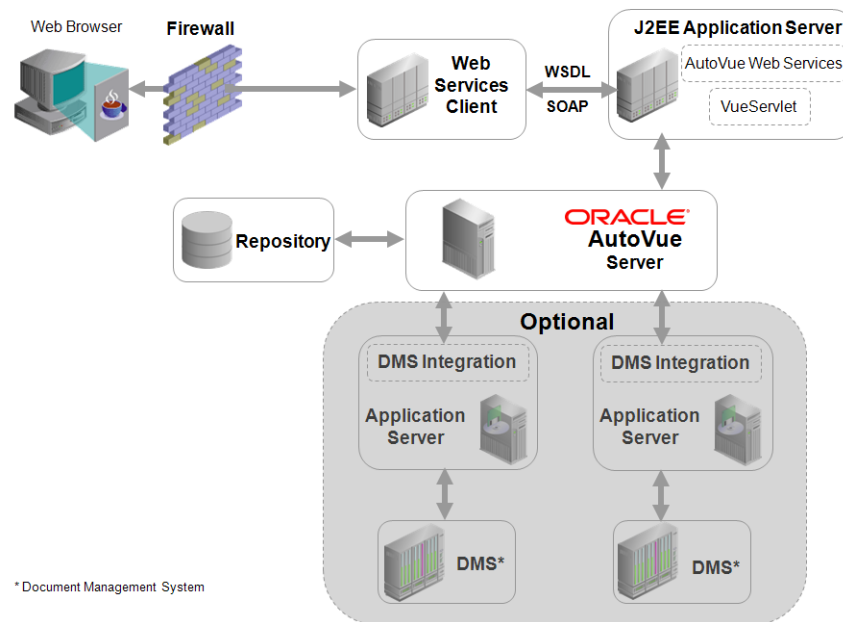 Web Browser
Firewall
J2EE Application Server
Web
Services
Client
WSDL
SOAP
AutoVue Web Services
VueServlet
Repository
ORACLE®
AutoVue
Server
Optional
DMS Integration
Application
Server
DMS*
DMS Integration
Application
Server
DMS*
* Document Management System